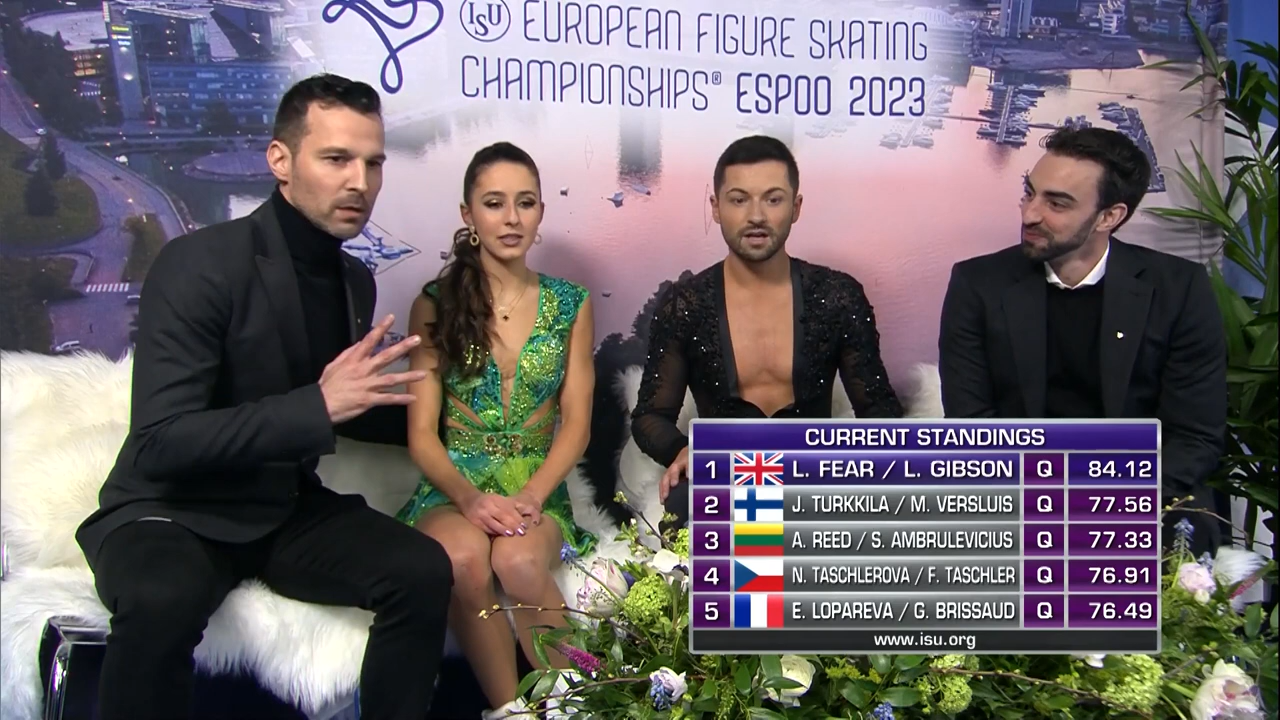 ISU EUROPEAN FIGURE SKATING
CHAMPIONSHIPS® ESPOO 2023
CURRENT STANDINGS
1 L. FEAR / L. GIBSON Q 84.12
2 J. TURKKILA / M. VERSLUIS Q 77.56
3 A. REED / S. AMBRULEVICIUS Q 77.33
4 N. TASCHLEROVA / F. TASCHLER Q 76.91
5 E. LOPAREVA / G. BRISSAUD Q 76.49
www.isu.org